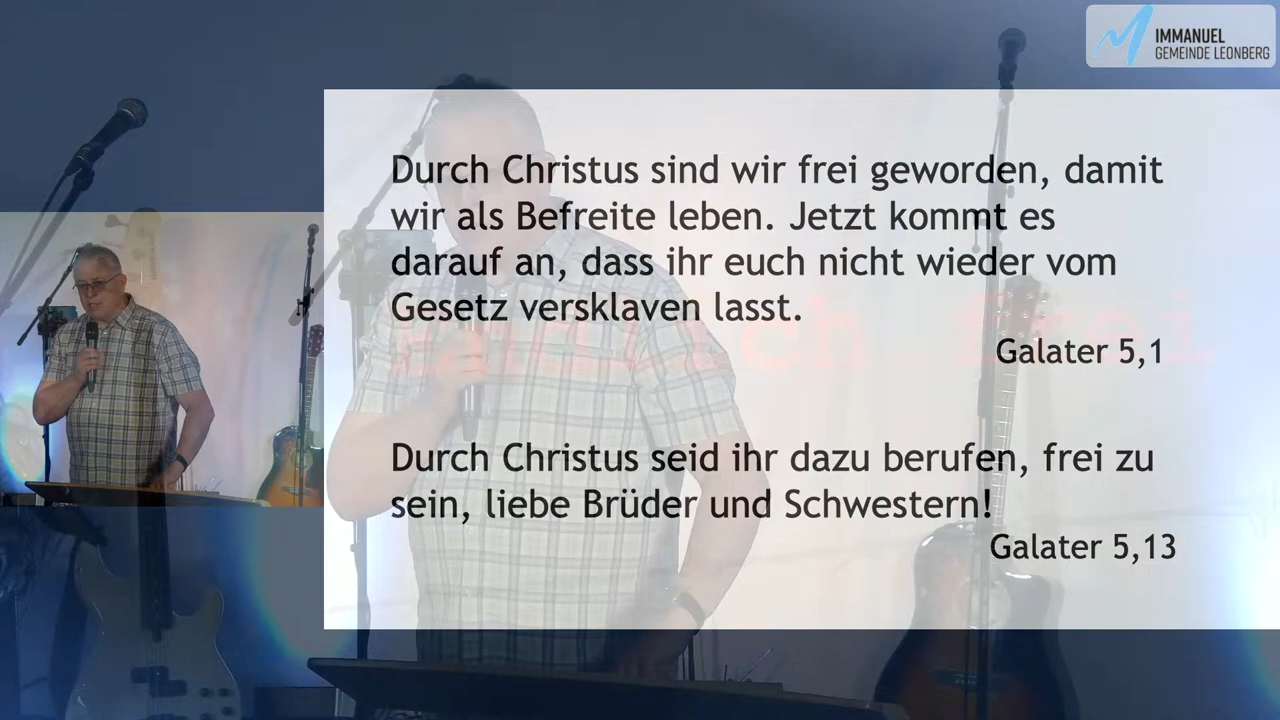 IMMANUEL
GEMEINDE LEONBERG
Durch Christus sind wir frei geworden, damit
wir als Befreite leben. Jetzt kommt es
darauf an, dass ihr euch nicht wieder vom
Gesetz versklaven lasst.
Galater 5,1
Durch Christus seid ihr dazu berufen, frei zu
sein, liebe Brüder und Schwestern!
Galater 5,13